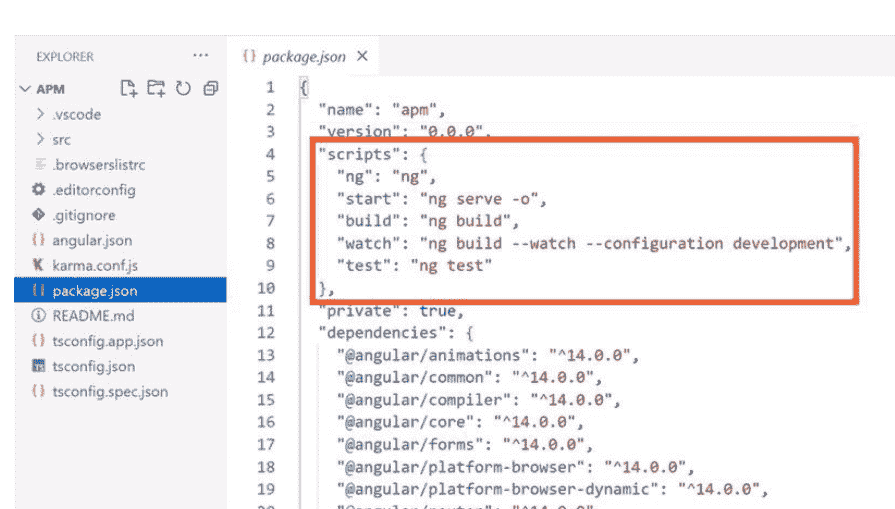 EXPLORER ...
APM
.vscode
src
.browserslistrc
.editorconfig
.gitignore
{} angular.json
K karma.conf.js
{} package.json
README.md
{} tsconfig.app.json
TS tsconfig.json
{} tsconfig.spec.json
{} package.json ×
1 {
2 "name": "apm",
3 "version": "0.0.0",
4 "scripts": {
5 "ng": "ng",
6 "start": "ng serve -o",
7 "build": "ng build",
8 "watch": "ng build --watch --configuration development",
9 "test": "ng test"
10 },
11 "private": true,
12 "dependencies": {
13 "@angular/animations": "^14.0.0",
14 "@angular/common": "^14.0.0",
15 "@angular/compiler": "^14.0.0",
16 "@angular/core": "^14.0.0",
17 "@angular/forms": "^14.0.0",
18 "@angular/platform-browser": "^14.0.0",
19 "@angular/platform-browser-dynamic": "^14.0.0",